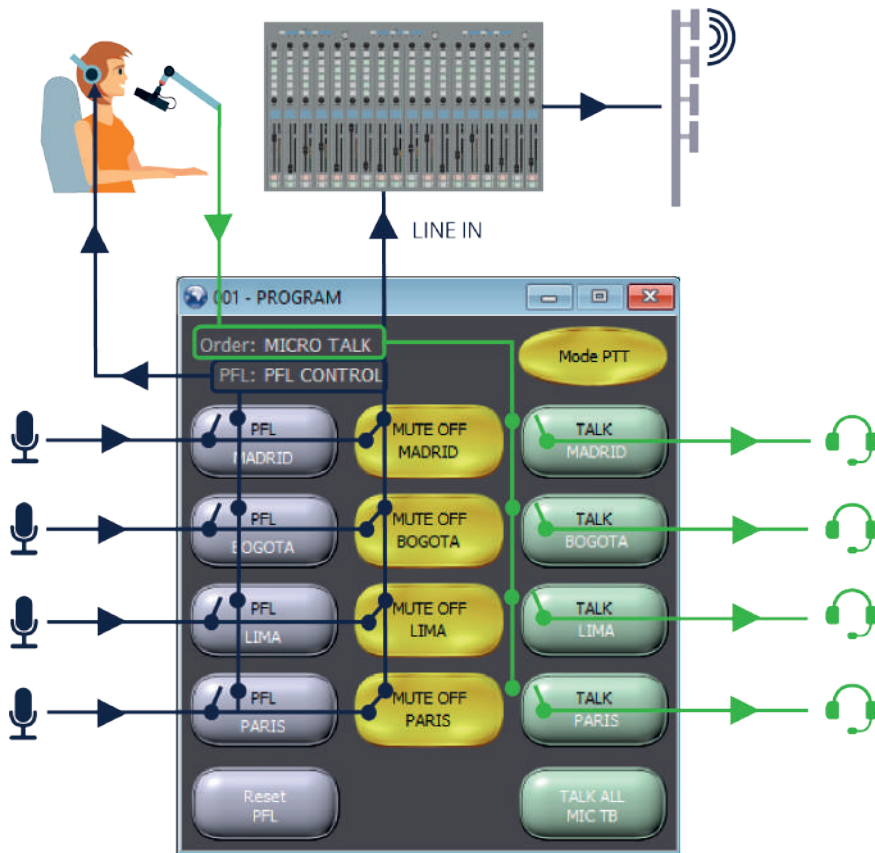 LINE IN
001 - PROGRAM
Order: MICRO TALK
Mode PTT
PFL: PFL CONTROL
PFL
MADRID
MUTE OFF
MADRID
TALK
MADRID
PFL
BOGOTA
MUTE OFF
BOGOTA
TALK
BOGOTA
PFL
LIMA
MUTE OFF
LIMA
TALK
LIMA
PFL
PARIS
MUTE OFF
PARIS
TALK
PARIS
Reset
PFL
TALK ALL
MIC TB